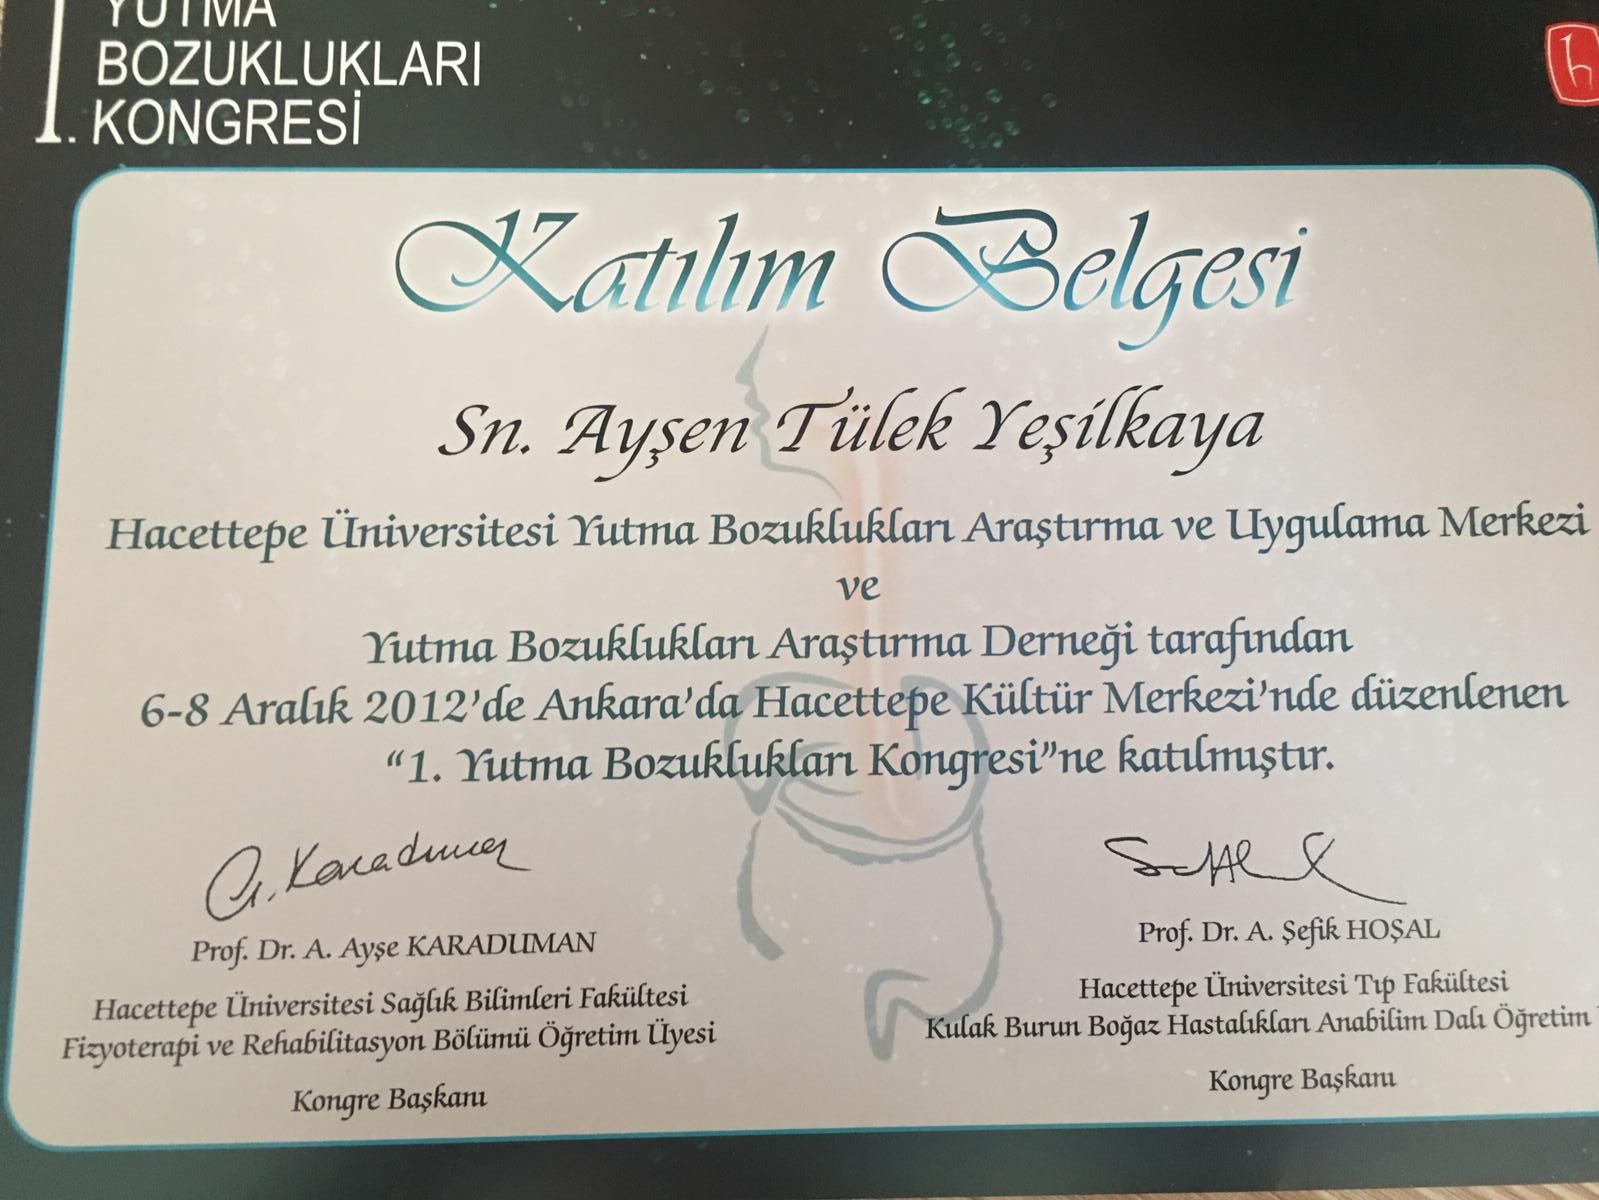 1. YUTMA
BOZUKLUKLARI
KONGRESİ
Katılım Belgesi
Sn. Ayşen Tülek Yeşilkaya
Hacettepe Üniversitesi Yutma Bozuklukları Araştırma ve Uygulama Merkezi
ve
Yutma Bozuklukları Araştırma Derneği tarafından
6-8 Aralık 2012'de Ankara'da Hacettepe Kültür Merkezi'nde düzenlenen
"1. Yutma Bozuklukları Kongresi"ne katılmıştır.
A. Karaduman
Prof. Dr. A. Ayşe KARADUMAN
Hacettepe Üniversitesi Sağlık Bilimleri Fakültesi
Fizyoterapi ve Rehabilitasyon Bölümü Öğretim Üyesi
Kongre Başkanı
Prof. Dr. A. Şefik HOŞAL
Hacettepe Üniversitesi Tıp Fakültesi
Kulak Burun Boğaz Hastalıkları Anabilim Dalı Öğretim
Kongre Başkanı